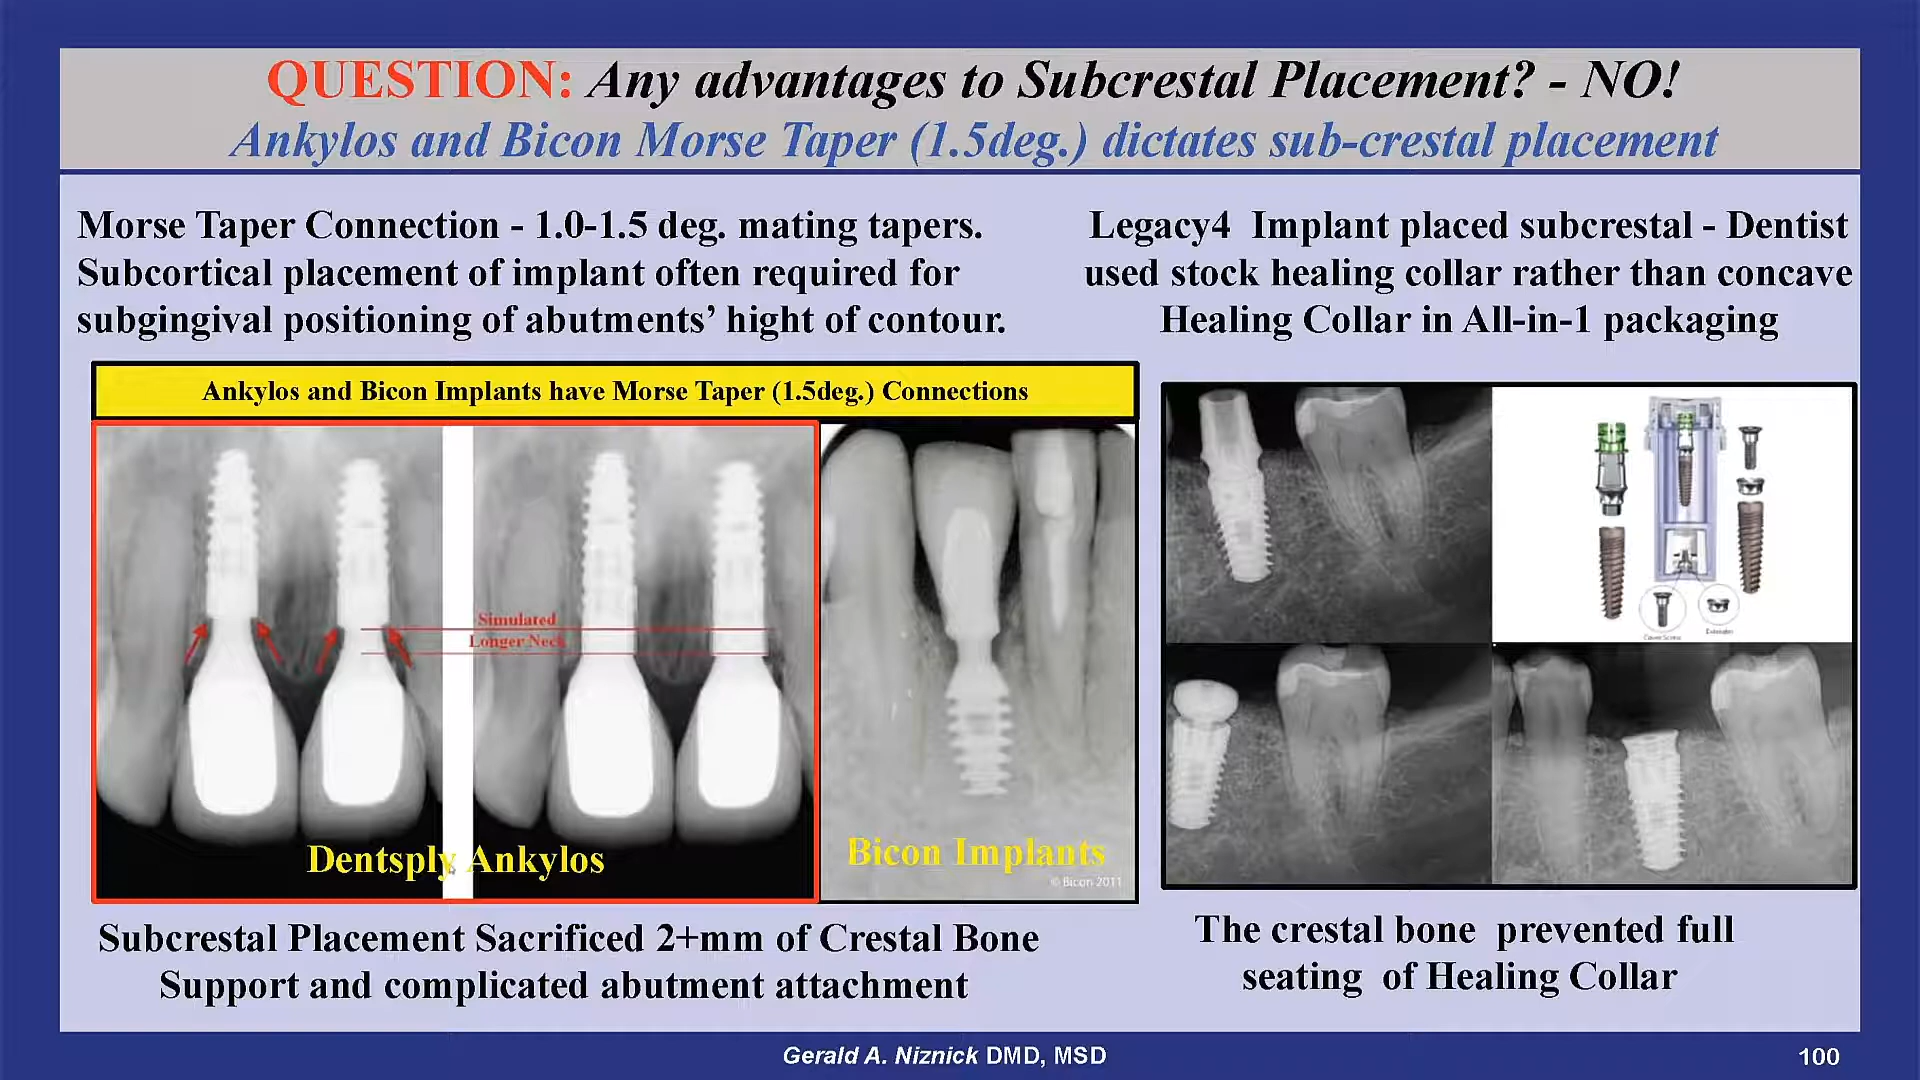 QUESTION: Any advantages to Subcrestal Placement? - NO!
Ankylos and Bicon Morse Taper (1.5deg.) dictates sub-crestal placement
Morse Taper Connection - 1.0-1.5 deg. mating tapers.
Subcortical placement of implant often required for
subgingival positioning of abutments’ hight of contour.
Legacy4 Implant placed subcrestal - Dentist
used stock healing collar rather than concave
Healing Collar in All-in-1 packaging
Ankylos and Bicon Implants have Morse Taper (1.5deg.) Connections
Simulated
Longer Neck
Dentsply Ankylos
Bicon Implants
© Bicon 2011
Cover Screw
Extender
Subcrestal Placement Sacrificed 2+mm of Crestal Bone
Support and complicated abutment attachment
The crestal bone prevented full
seating of Healing Collar
Gerald A. Niznick DMD, MSD
100